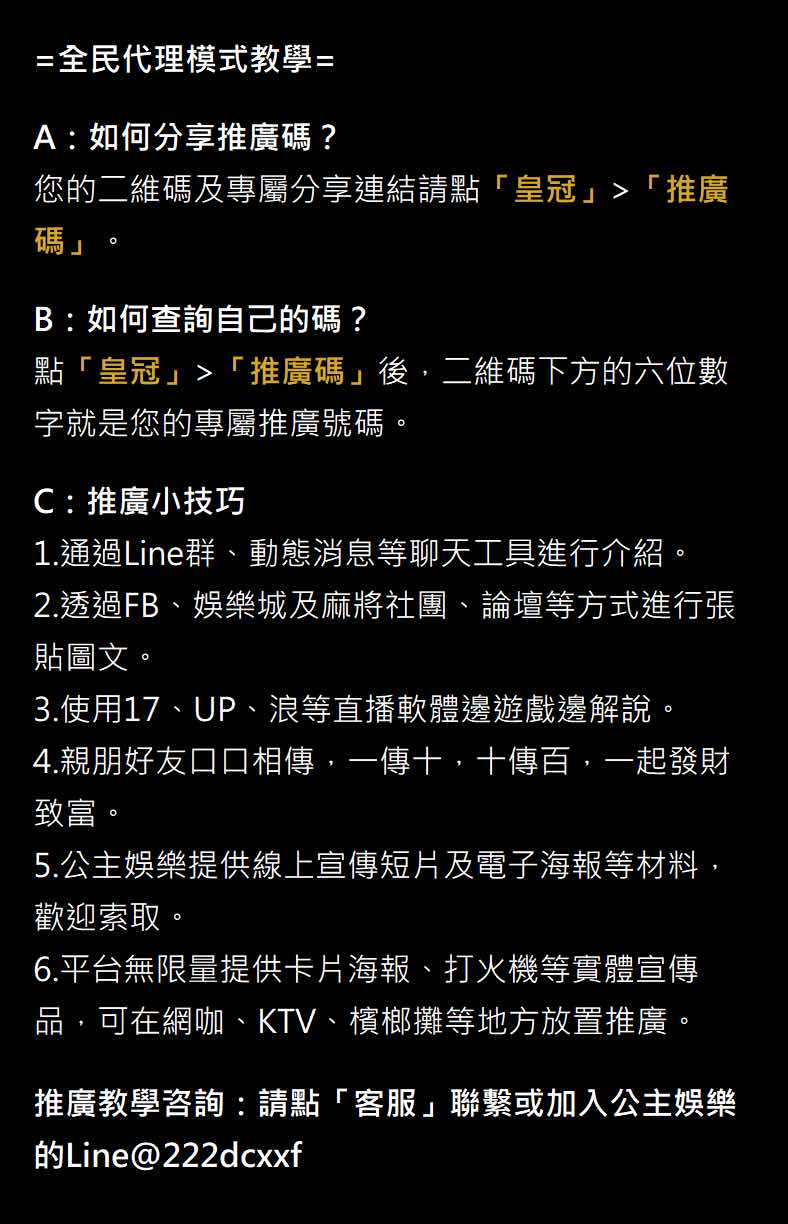 =全民代理模式教學=
A：如何分享推廣碼？
您的二維碼及專屬分享連結請點「皇冠」>「推廣
碼」。
B：如何查詢自己的碼？
點「皇冠」>「推廣碼」後，二維碼下方的六位數
字就是您的專屬推廣號碼。
C：推廣小技巧
1.通過Line群、動態消息等聊天工具進行介紹。
2.透過FB、娛樂城及麻將社團、論壇等方式進行張
貼圖文。
3.使用17、UP、浪等直播軟體邊遊戲邊解說。
4.親朋好友口口相傳，一傳十，十傳百，一起發財
致富。
5.公主娛樂提供線上宣傳短片及電子海報等材料，
歡迎索取。
6.平台無限量提供卡片海報、打火機等實體宣傳
品，可在網咖、KTV、檳榔攤等地方放置推廣。
推廣教學咨詢：請點「客服」聯繫或加入公主娛樂
的Line@222dcxxf